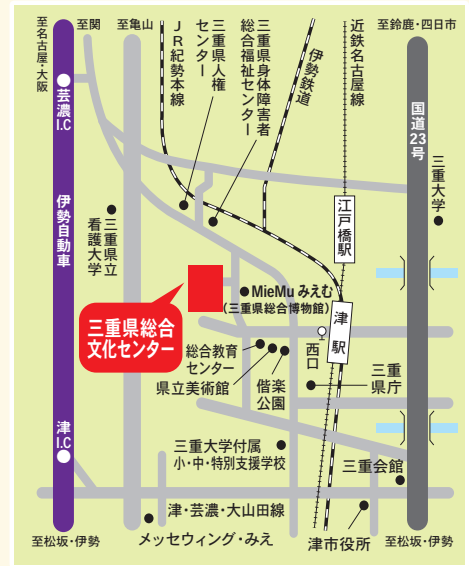 至名古屋・大阪
至関
至亀山
JR紀勢本線
三重県人権
センター
三重県身体障害者
総合福祉センター
伊勢鉄道
近鉄名古屋線
至鈴鹿・四日市
芸濃
I.C
国道23号
三重大学
伊勢自動車
三重県立
看護大学
江戸橋駅
MieMu みえむ
(三重県総合博物館)
三重県総合
文化センター
津駅
西口
総合教育
センター
県立美術館
偕楽
公園
三重
県庁
津
I.C
三重大学付属
小・中・特別支援学校
三重会館
津・芸濃・大山田線
至松坂・伊勢
メッセウィング・みえ
津市役所
至松坂・伊勢